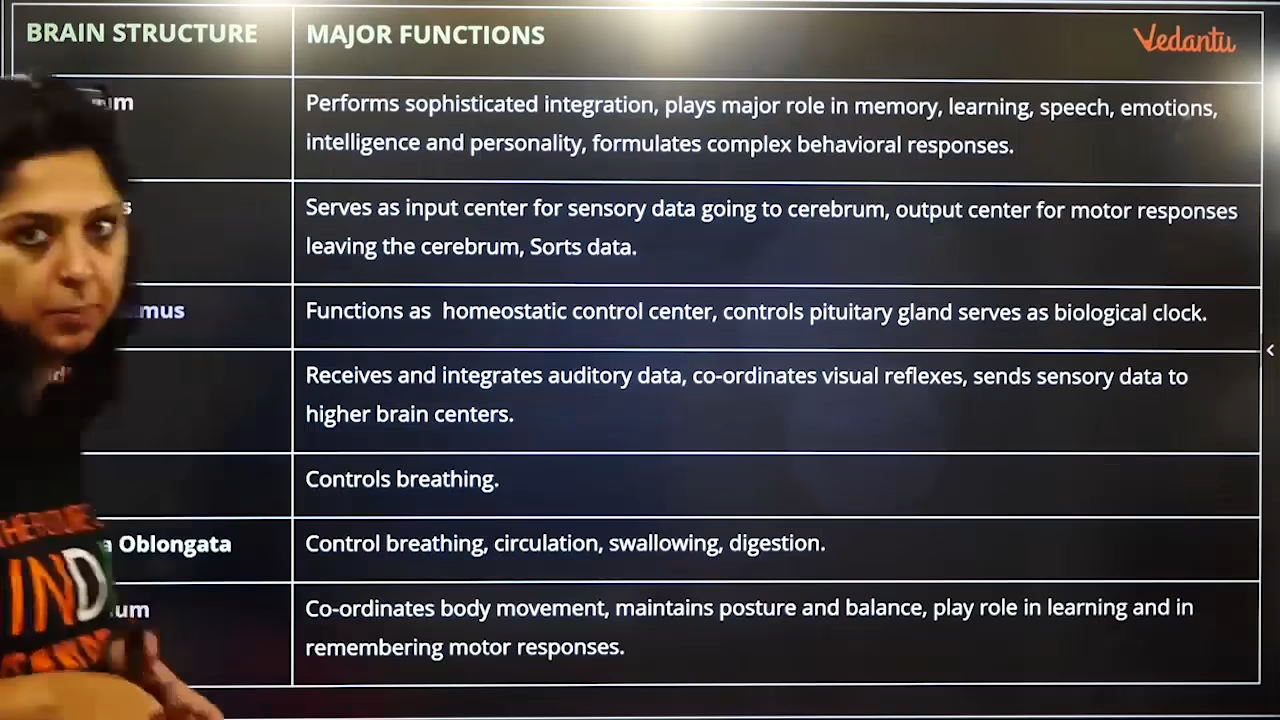 BRAIN STRUCTURE
MAJOR FUNCTIONS
Vedantu
um
Performs sophisticated integration, plays major role in memory, learning, speech, emotions,
intelligence and personality, formulates complex behavioral responses.
s
Serves as input center for sensory data going to cerebrum, output center for motor responses
leaving the cerebrum, Sorts data.
mus
Functions as homeostatic control center, controls pituitary gland serves as biological clock.
Receives and integrates auditory data, co-ordinates visual reflexes, sends sensory data to
higher brain centers.
Controls breathing.
a Oblongata
Control breathing, circulation, swallowing, digestion.
um
Co-ordinates body movement, maintains posture and balance, play role in learning and in
remembering motor responses.
IND